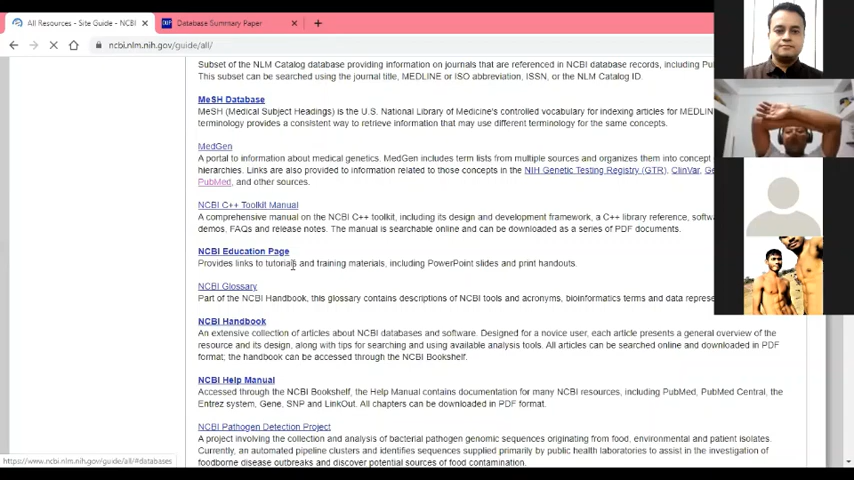 All Resources - Site Guide - NCBI
Database Summary Paper
ncbi.nlm.nih.gov/guide/all/
Subset of the NLM Catalog database providing information on journals that are referenced in NCBI database records, including
This subset can be searched using the journal title, MEDLINE or ISO abbreviation, ISSN, or the NLM Catalog ID.
MeSH Database
MeSH (Medical Subject Headings) is the U.S. National Library of Medicine's controlled vocabulary for indexing articles for
terminology provides a consistent way to retrieve information that may use different terminology for the same concepts.
MedGen
A portal to information about medical genetics. MedGen includes term lists from multiple sources and organizes them into concept
hierarchies. Links are also provided to information related to those concepts in the NIH Genetic Testing Registry (GTR), ClinVar,
PubMed, and other sources.
NCBI C++ Toolkit Manual
A comprehensive manual on the NCBI C++ toolkit, including its design and development framework, a C++ library reference,
demos, FAQs and release notes. The manual is searchable online and can be downloaded as a series of PDF documents.
NCBI Education Page
Provides links to tutorials and training materials, including PowerPoint slides and print handouts.
NCBI Glossary
Part of the NCBI Handbook, this glossary contains descriptions of NCBI tools and acronyms, bioinformatics terms and data
NCBI Handbook
An extensive collection of articles about NCBI databases and software. Designed for a novice user, each article presents a general overview of the
resource and its design, along with tips for searching and using available analysis tools. All articles can be searched online and downloaded in PDF
format; the handbook can be accessed through the NCBI Bookshelf.
NCBI Help Manual
Accessed through the NCBI Bookshelf, the Help Manual contains documentation for many NCBI resources, including PubMed, PubMed Central, the
Entrez system, Gene, SNP and LinkOut. All chapters can be downloaded in PDF format.
NCBI Pathogen Detection Project
A project involving the collection and analysis of bacterial pathogen genomic sequences originating from food, environmental and patient isolates.
Currently, an automated pipeline clusters and identifies sequences supplied primarily by public health laboratories to assist in the investigation of
foodborne disease outbreaks and discover potential sources of food contamination.
https://www.ncbi.nlm.nih.gov/guide/all/#databases